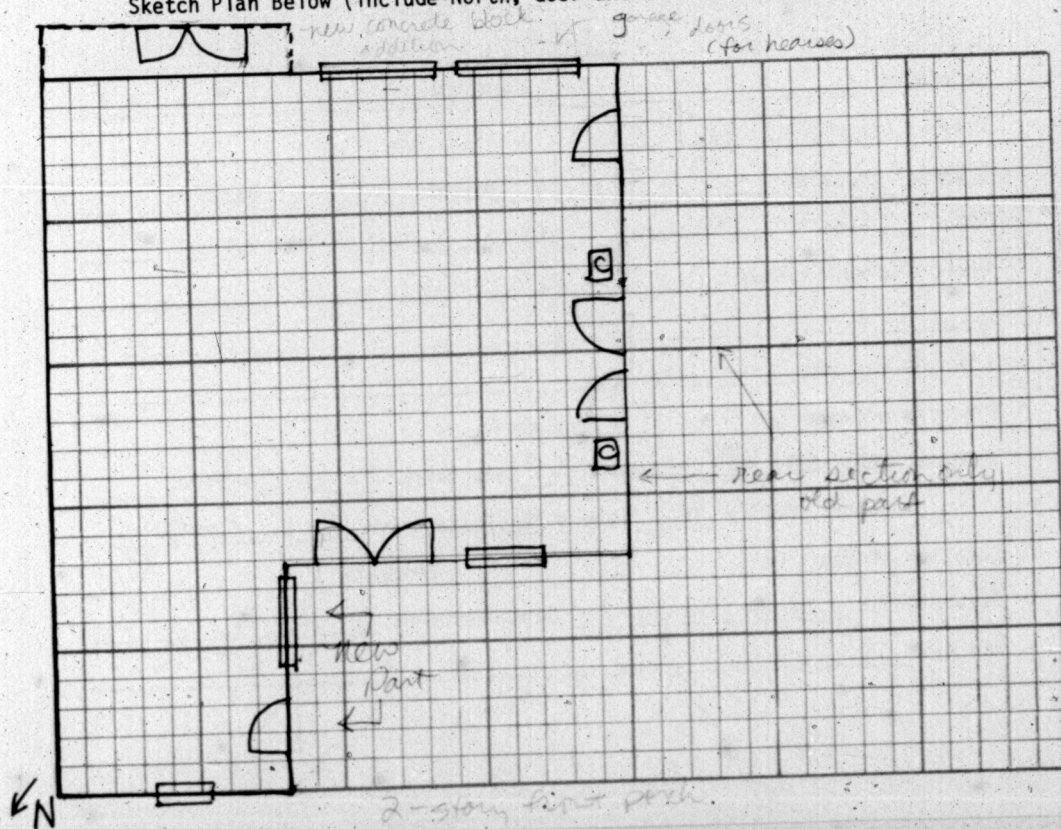 Sketch Plan Below (include North,
new concrete block
addition
garage doors
(for hearses)
C
C
rear section only
old part
New
Part
N
2-story front porch